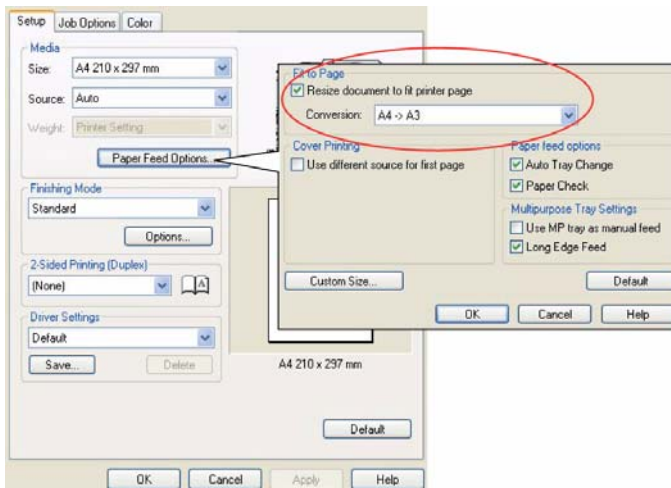 Setup
Job Options
Color
Media
Size:
A4 210 x 297 mm
Source:
Auto
Weight:
Printer Setting
Paper Feed Options...
Finishing Mode
Standard
Options...
2-Sided Printing (Duplex)
(None)
A
Driver Settings
Default
Save...
Delete
A4 210 x 297 mm
Default
OK
Cancel
Apply
Help
Fit to Page
Resize document to fit printer page
Conversion:
A4 -> A3
Cover Printing
Use different source for first page
Paper feed options
Auto Tray Change
Paper Check
Multipurpose Tray Settings
Use MP tray as manual feed
Long Edge Feed
Custom Size...
Default
OK
Cancel
Help